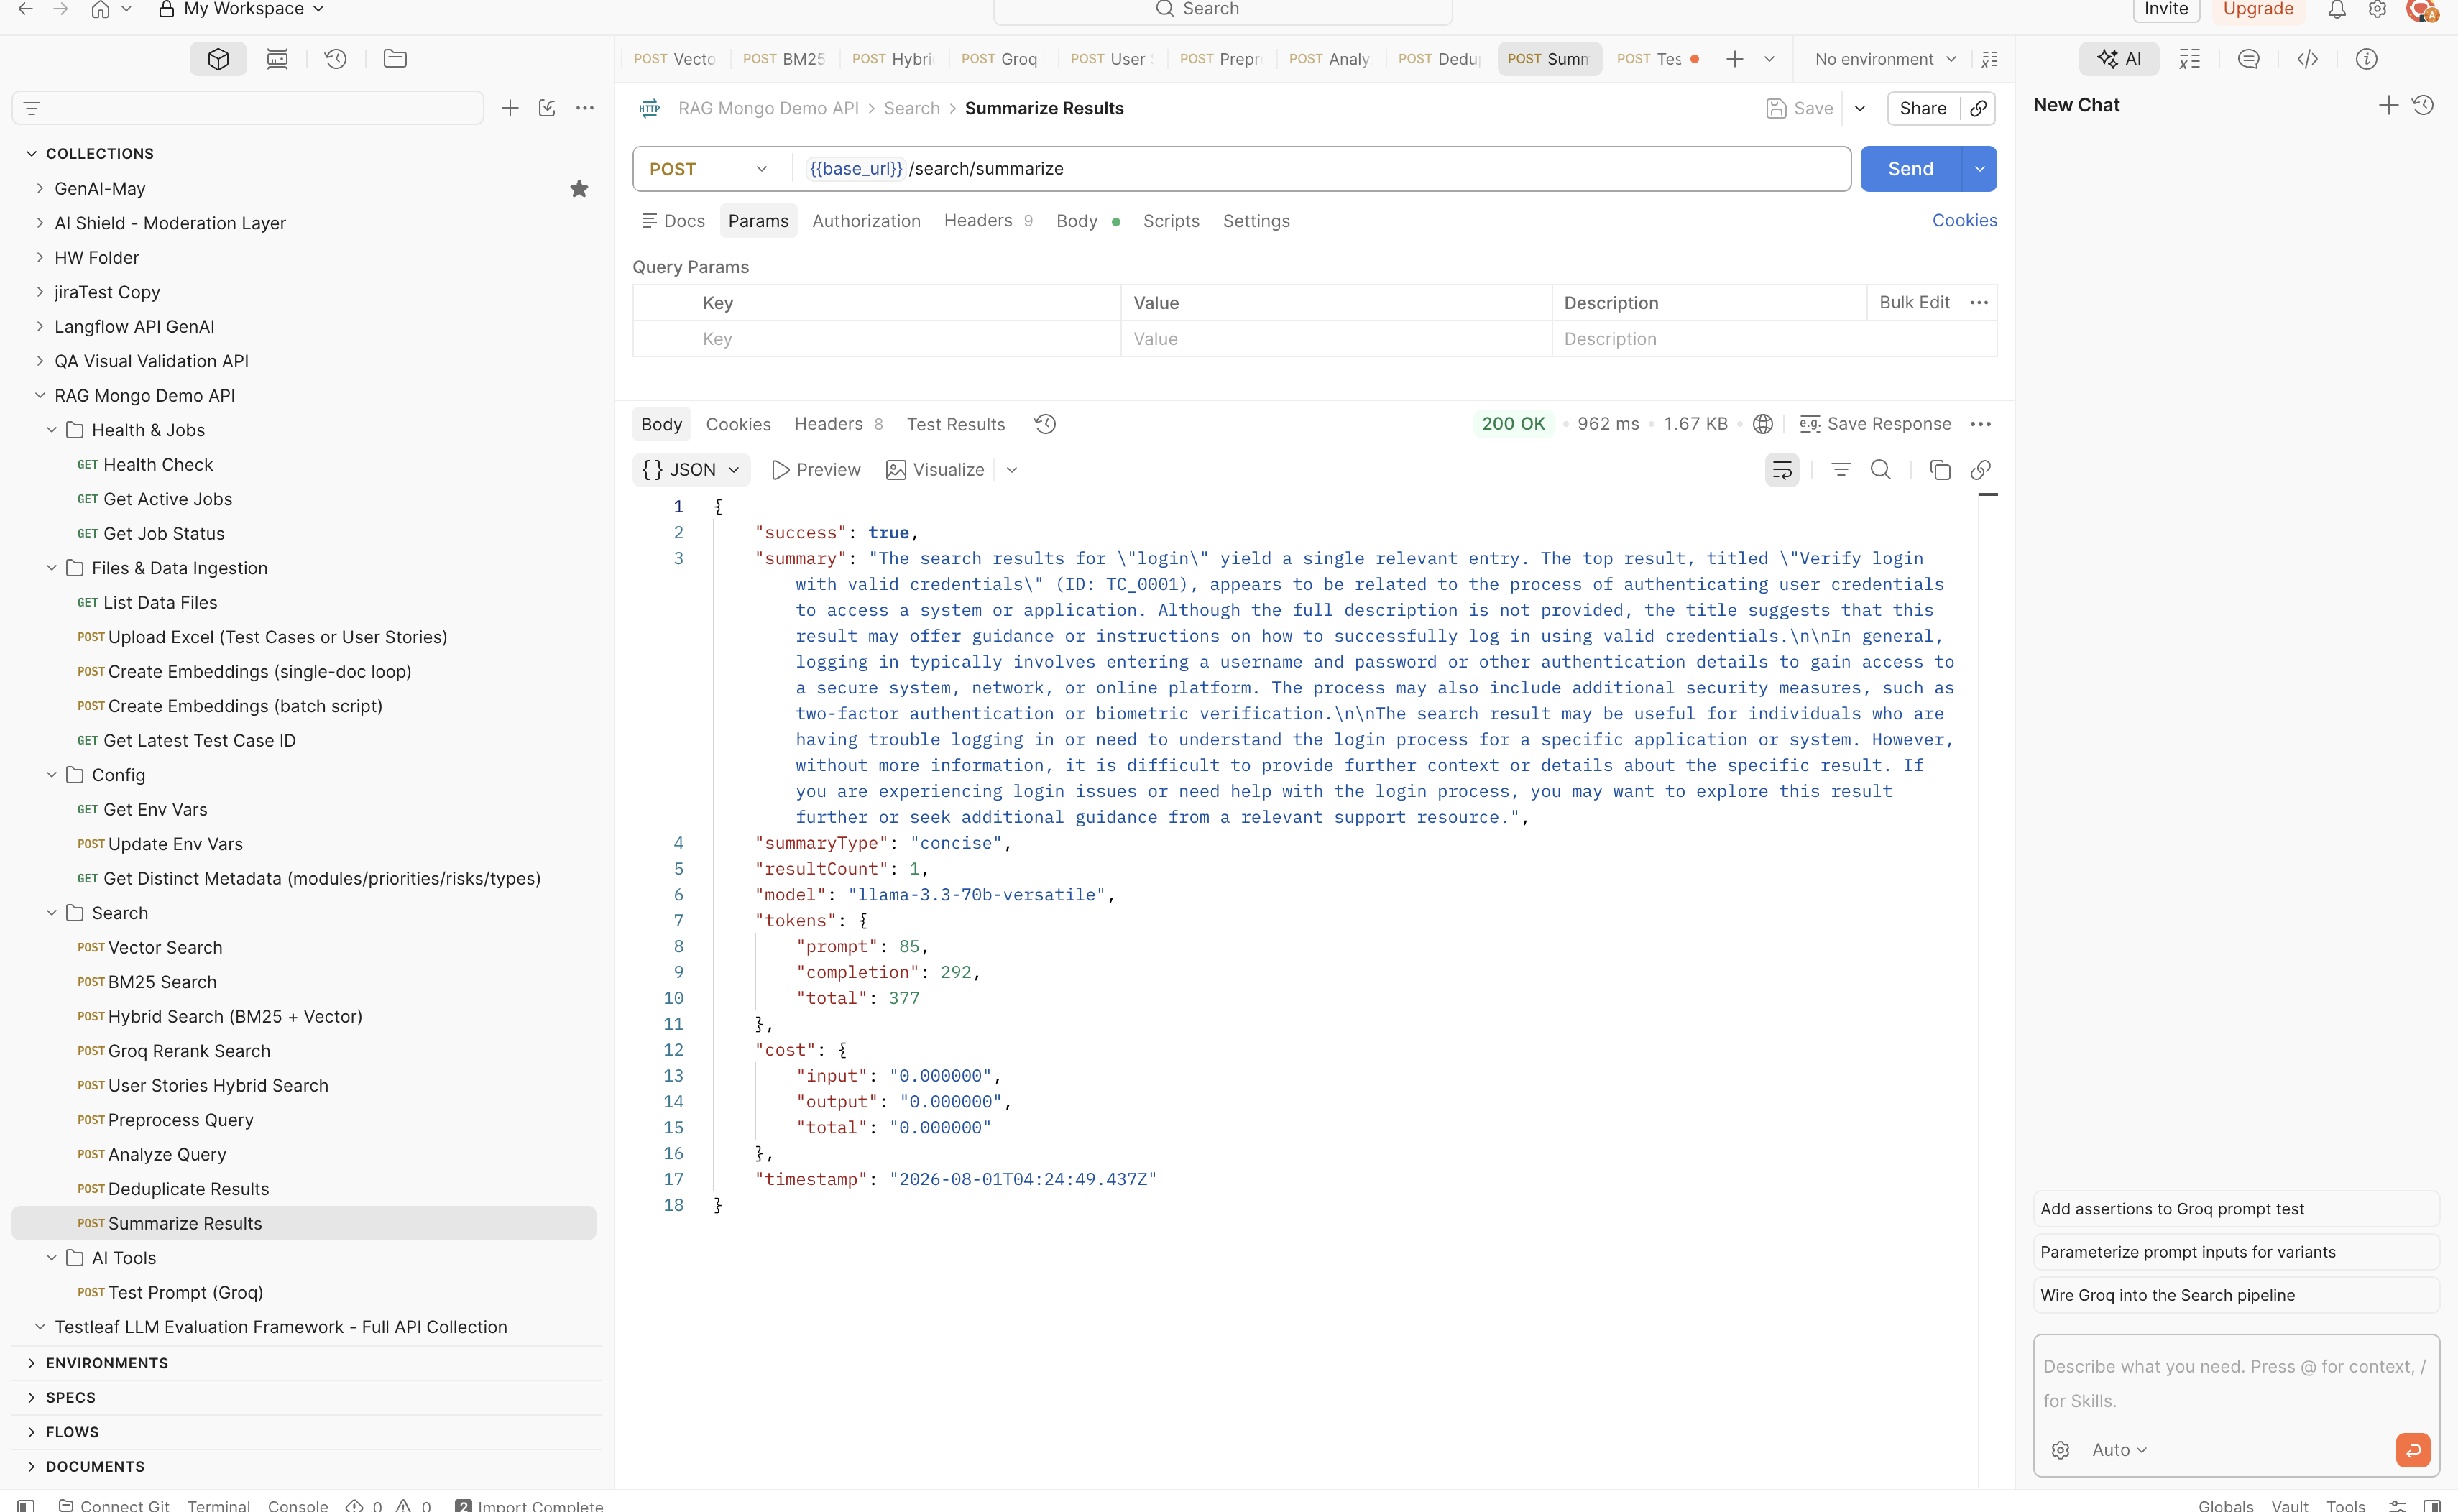 My Workspace
Search
Invite
Upgrade
COLLECTIONS
GenAI-May
AI Shield - Moderation Layer
HW Folder
jiraTest Copy
Langflow API GenAI
QA Visual Validation API
RAG Mongo Demo API
Health & Jobs
GET Health Check
GET Get Active Jobs
GET Get Job Status
Files & Data Ingestion
GET List Data Files
POST Upload Excel (Test Cases or User Stories)
POST Create Embeddings (single-doc loop)
POST Create Embeddings (batch script)
GET Get Latest Test Case ID
Config
GET Get Env Vars
POST Update Env Vars
GET Get Distinct Metadata (modules/priorities/risks/types)
Search
POST Vector Search
POST BM25 Search
POST Hybrid Search (BM25 + Vector)
POST Groq Rerank Search
POST User Stories Hybrid Search
POST Preprocess Query
POST Analyze Query
POST Deduplicate Results
POST Summarize Results
AI Tools
POST Test Prompt (Groq)
Testleaf LLM Evaluation Framework - Full API Collection
ENVIRONMENTS
SPECS
FLOWS
DOCUMENTS
POST Vecto POST BM25 POST Hybri POST Groq POST User POST Prepr POST Analy POST Dedu POST Summ POST Tes No environment
HTTP RAG Mongo Demo API > Search > Summarize Results Save Share
POST {{base_url}} /search/summarize Send
Docs Params Authorization Headers 9 Body Scripts Settings Cookies
Query Params
Key Value Description Bulk Edit
Key Value Description
Body Cookies Headers 8 Test Results 200 OK 962 ms 1.67 KB e.g. Save Response
{} JSON Preview Visualize
1 {
2 "success": true,
3 "summary": "The search results for \"login\" yield a single relevant entry. The top result, titled \"Verify login
with valid credentials\" (ID: TC_0001), appears to be related to the process of authenticating user credentials
to access a system or application. Although the full description is not provided, the title suggests that this
result may offer guidance or instructions on how to successfully log in using valid credentials.\n\nIn general,
logging in typically involves entering a username and password or other authentication details to gain access to
a secure system, network, or online platform. The process may also include additional security measures, such as
two-factor authentication or biometric verification.\n\nThe search result may be useful for individuals who are
having trouble logging in or need to understand the login process for a specific application or system. However,
without more information, it is difficult to provide further context or details about the specific result. If
you are experiencing login issues or need help with the login process, you may want to explore this result
further or seek additional guidance from a relevant support resource.",
4 "summaryType": "concise",
5 "resultCount": 1,
6 "model": "llama-3.3-70b-versatile",
7 "tokens": {
8 "prompt": 85,
9 "completion": 292,
10 "total": 377
11 },
12 "cost": {
13 "input": "0.000000",
14 "output": "0.000000",
15 "total": "0.000000"
16 },
17 "timestamp": "2026-08-01T04:24:49.437Z"
18 }
AI
New Chat
Add assertions to Groq prompt test
Parameterize prompt inputs for variants
Wire Groq into the Search pipeline
Describe what you need. Press @ for context, /
for Skills.
Auto
Connect Git Terminal Console 0 0 2 Import Complete
Globals Vault Tools